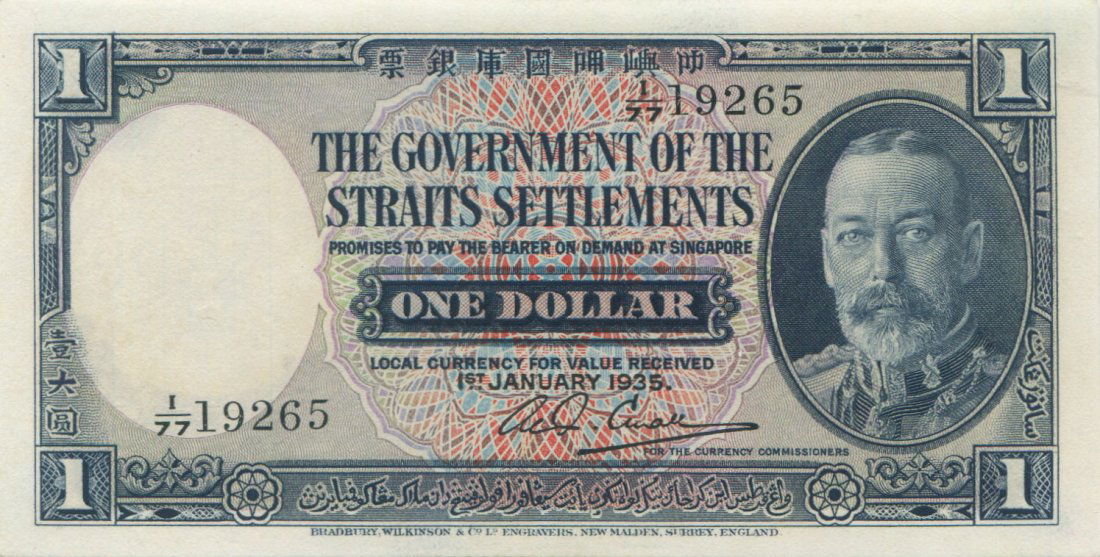 1
1
叻嶼呷國庫銀票
I/77 19265
THE GOVERNMENT OF THE
STRAITS SETTLEMENTS
PROMISES TO PAY THE BEARER ON DEMAND AT SINGAPORE
ONE DOLLAR
LOCAL CURRENCY FOR VALUE RECEIVED
1ST JANUARY 1935.
壹大圓
I/77 19265
FOR THE CURRENCY COMMISSIONERS
1
1
BRADBURY, WILKINSON & Co Ld ENGRAVERS, NEW MALDEN, SURREY, ENGLAND